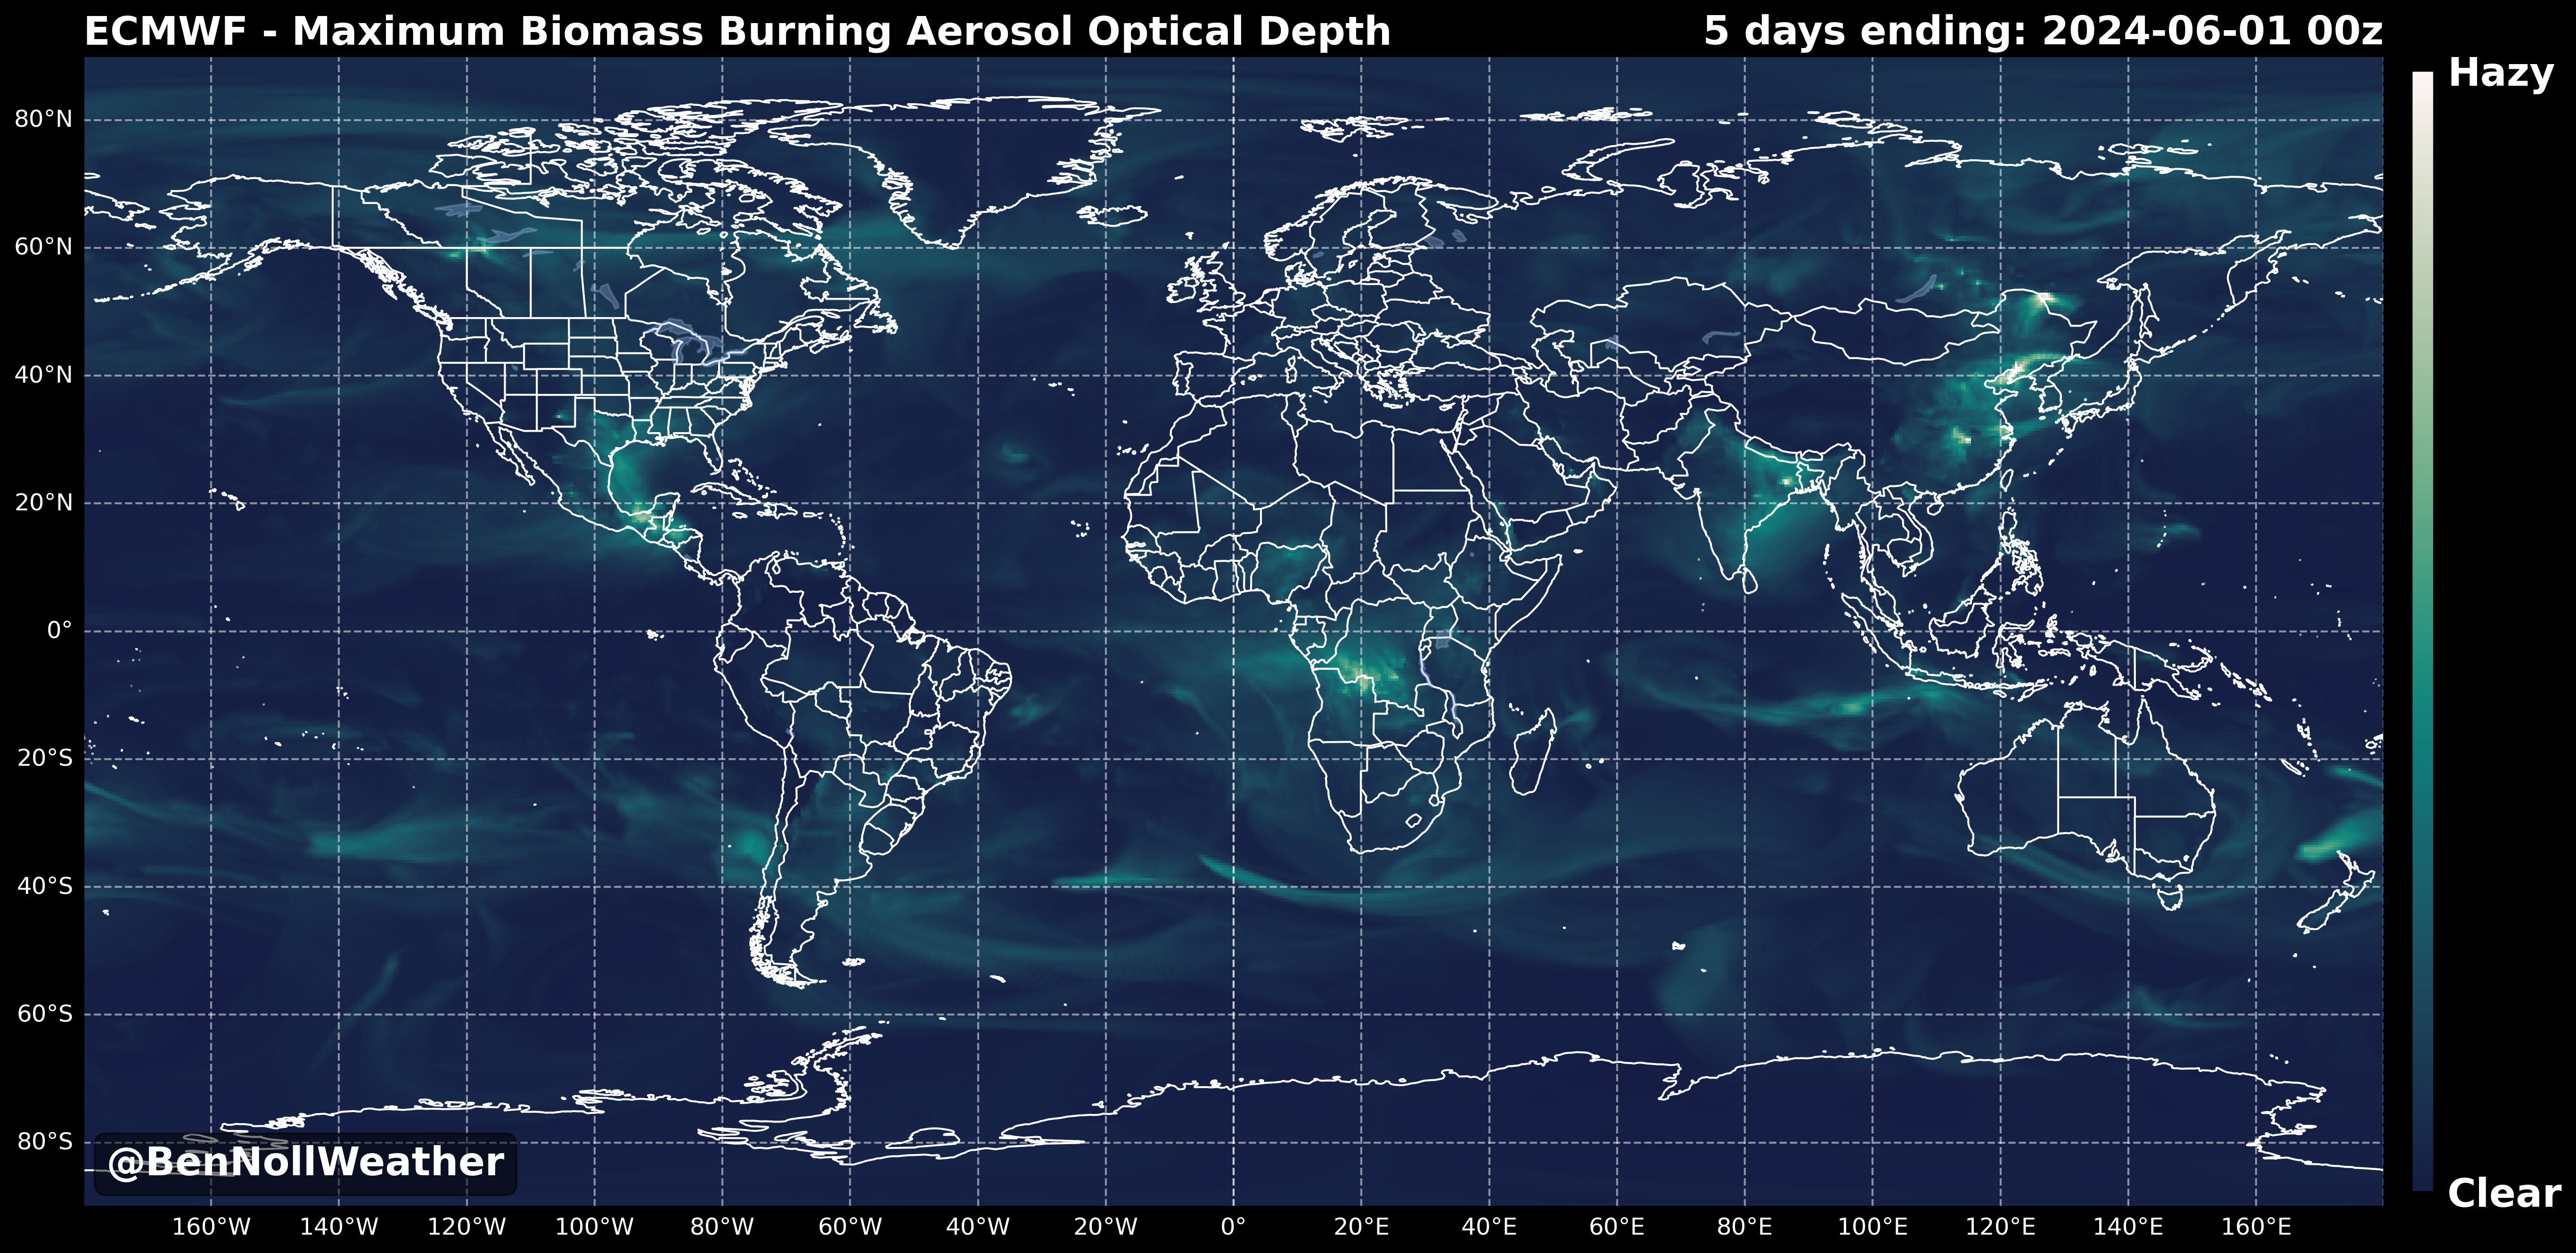 ECMWF - Maximum Biomass Burning Aerosol Optical Depth
5 days ending: 2024-06-01 00z
Hazy
80°N
60°N
40°N
20°N
0°
20°S
40°S
60°S
80°S
@BenNollWeather
Clear
160°W 140°W 120°W 100°W 80°W 60°W 40°W 20°W 0° 20°E 40°E 60°E 80°E 100°E 120°E 140°E 160°E